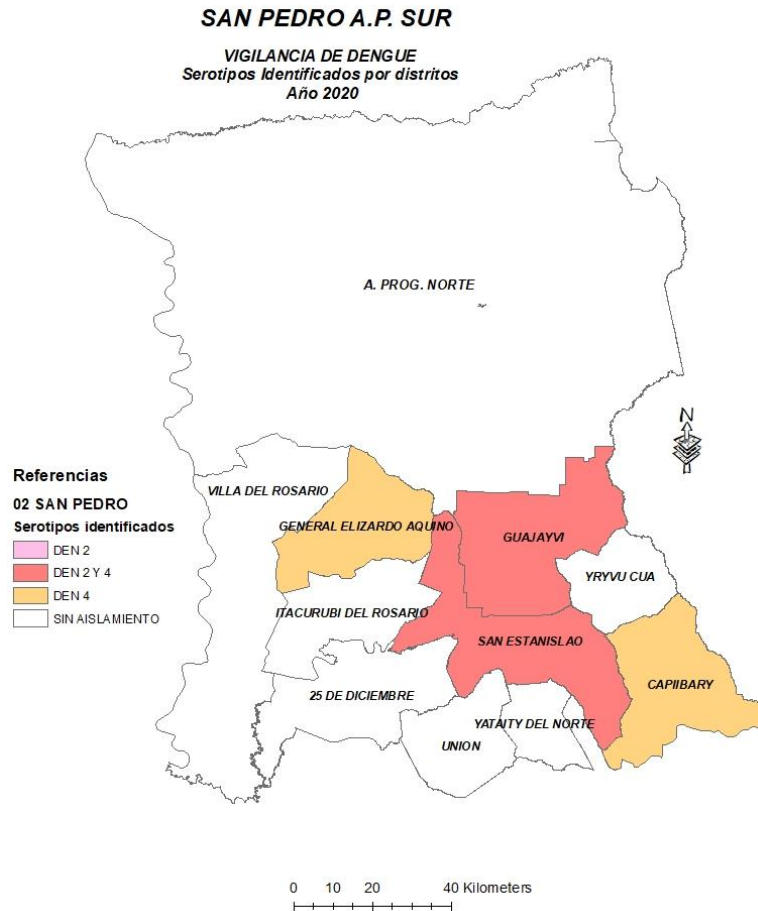 SAN PEDRO A.P. SUR
VIGILANCIA DE DENGUE
Serotipos Identificados por distritos
Año 2020
A. PROG. NORTE
N
Referencias
02 SAN PEDRO
Serotipos identificados
DEN 2
DEN 2 Y 4
DEN 4
SIN AISLAMIENTO
VILLA DEL ROSARIO
GENERAL ELIZARDO AQUINO
GUAJAYVI
YRYVU CUA
ITACURUBI DEL ROSARIO
SAN ESTANISLAO
CAPIIBARY
25 DE DICIEMBRE
YATAITY DEL NORTE
UNION
0 10 20 40 Kilometers